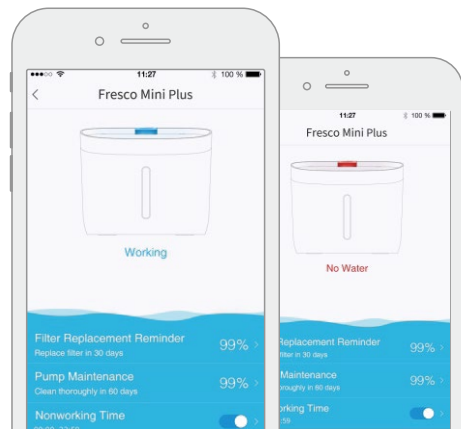 11:27
100 %
Fresco Mini Plus
Working
Filter Replacement Reminder
99%
Replace filter in 30 days
Pump Maintenance
99%
Clean thoroughly in 60 days
Nonworking Time
11:27
100 %
Fresco Mini Plus
No Water
Replacement Reminder
99%
filter in 30 days
Maintenance
99%
in 60 days
Time
:59